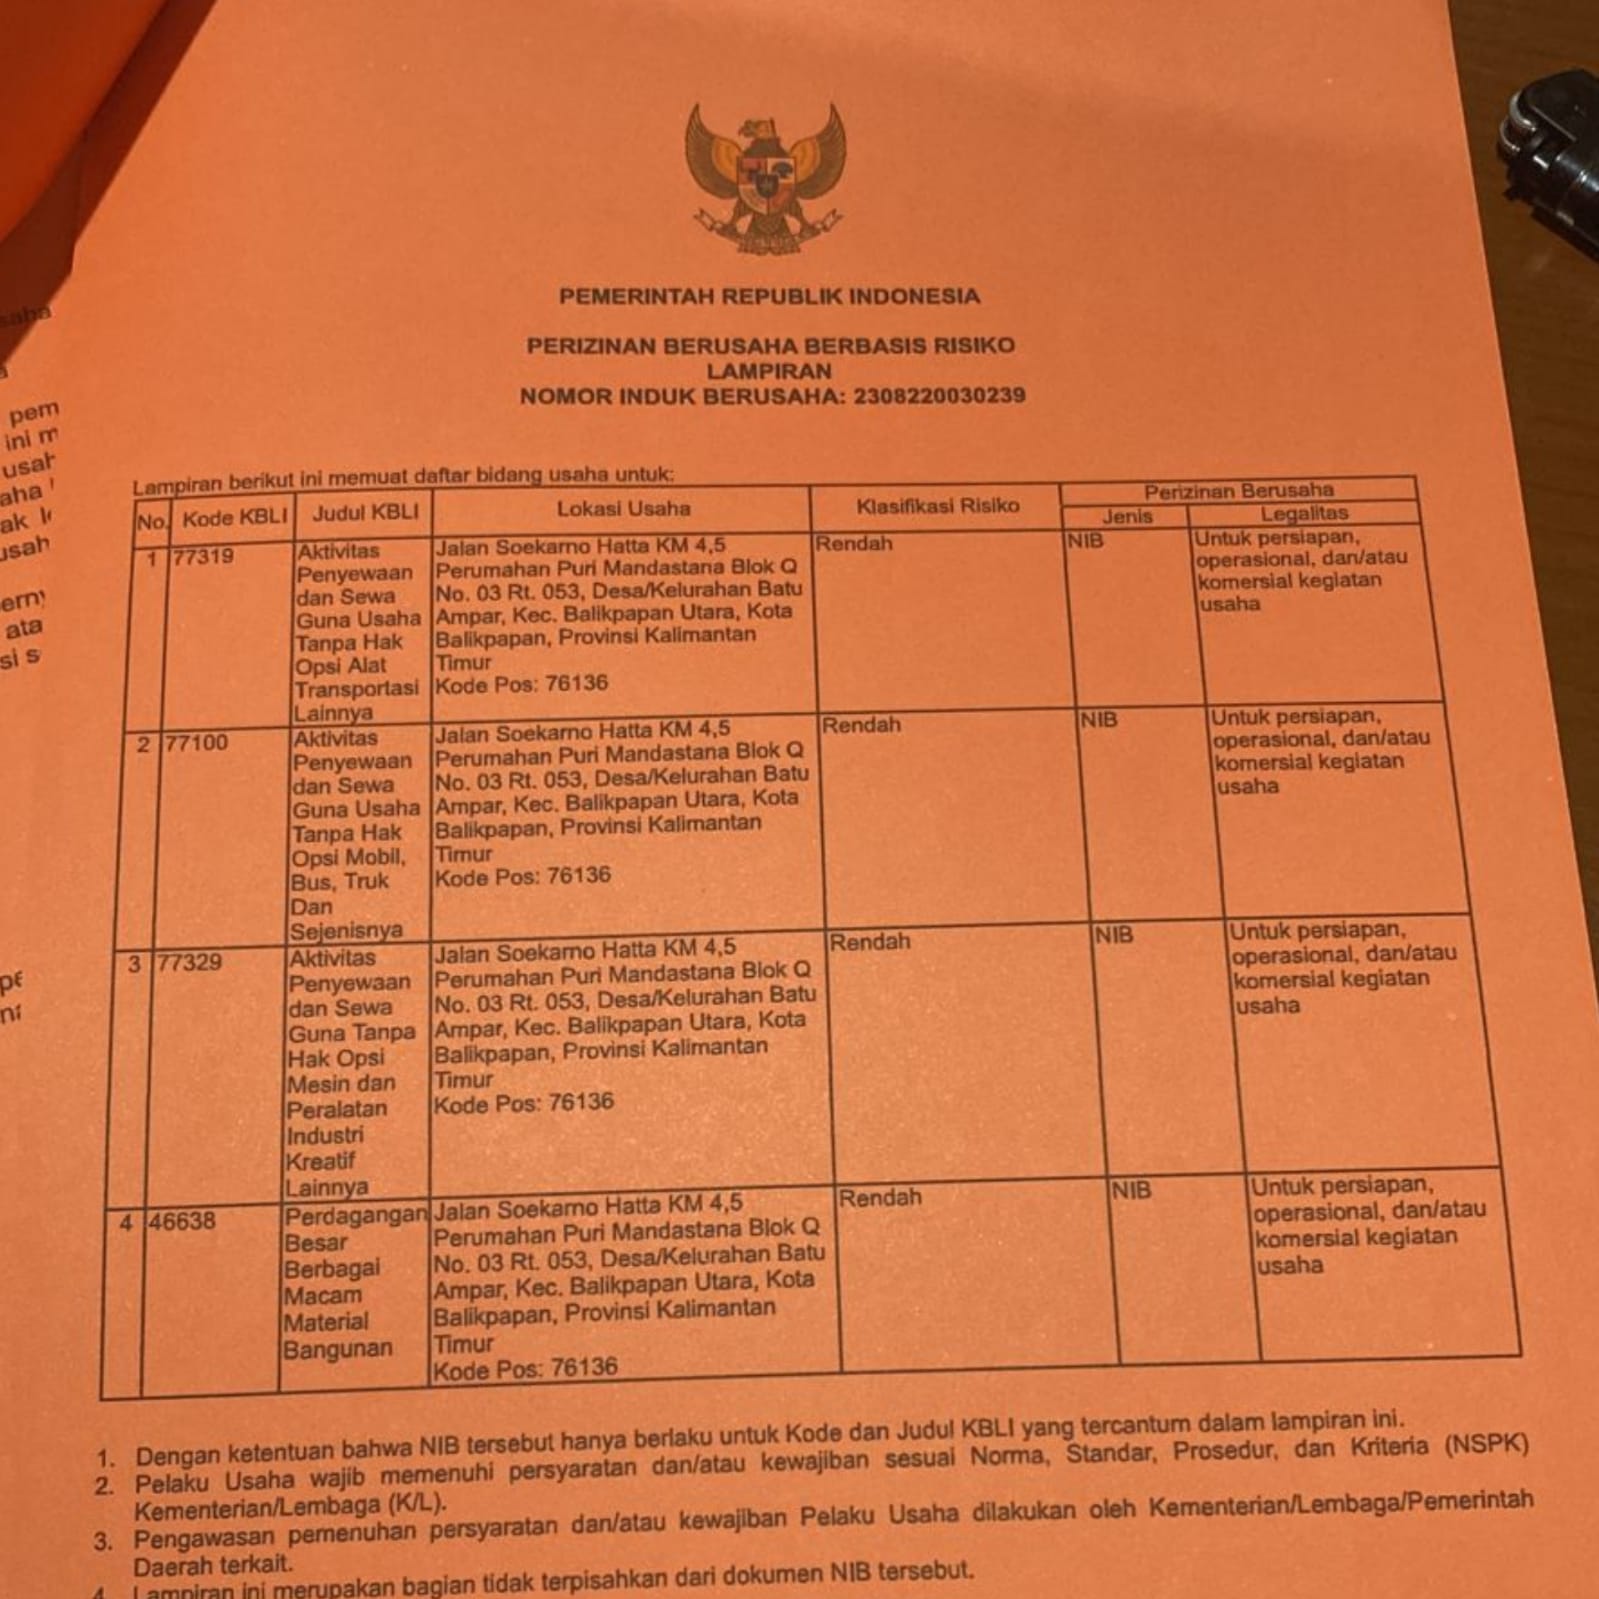 PEMERINTAH REPUBLIK INDONESIA
PERIZINAN BERUSAHA BERBASIS RISIKO
LAMPIRAN
NOMOR INDUK BERUSAHA: 2308220030239
Lampiran berikut ini memuat daftar bidang usaha untuk:
No. Kode KBLI Judul KBLI Lokasi Usaha Klasifikasi Risiko Perizinan Berusaha
Jenis Legalitas
1 77319
Aktivitas
Penyewaan
dan Sewa
Guna Usaha
Tanpa Hak
Opsi Alat
Transportasi
Lainnya
Jalan Soekarno Hatta KM 4,5
Perumahan Puri Mandastana Blok Q
No. 03 Rt. 053, Desa/Kelurahan Batu
Ampar, Kec. Balikpapan Utara, Kota
Balikpapan, Provinsi Kalimantan
Timur
Kode Pos: 76136
Rendah
NIB
Untuk persiapan,
operasional, dan/atau
komersial kegiatan
usaha
2 77100
Aktivitas
Penyewaan
dan Sewa
Guna Usaha
Tanpa Hak
Opsi Mobil,
Bus, Truk
Dan
Sejenisnya
Jalan Soekarno Hatta KM 4,5
Perumahan Puri Mandastana Blok Q
No. 03 Rt. 053, Desa/Kelurahan Batu
Ampar, Kec. Balikpapan Utara, Kota
Balikpapan, Provinsi Kalimantan
Timur
Kode Pos: 76136
Rendah
NIB
Untuk persiapan,
operasional, dan/atau
komersial kegiatan
usaha
3 77329
Aktivitas
Penyewaan
dan Sewa
Guna Tanpa
Hak Opsi
Mesin dan
Peralatan
Industri
Kreatif
Lainnya
Jalan Soekarno Hatta KM 4,5
Perumahan Puri Mandastana Blok Q
No. 03 Rt. 053, Desa/Kelurahan Batu
Ampar, Kec. Balikpapan Utara, Kota
Balikpapan, Provinsi Kalimantan
Timur
Kode Pos: 76136
Rendah
NIB
Untuk persiapan,
operasional, dan/atau
komersial kegiatan
usaha
4 46638
Perdagangan
Besar
Berbagai
Macam
Material
Bangunan
Jalan Soekarno Hatta KM 4,5
Perumahan Puri Mandastana Blok Q
No. 03 Rt. 053, Desa/Kelurahan Batu
Ampar, Kec. Balikpapan Utara, Kota
Balikpapan, Provinsi Kalimantan
Timur
Kode Pos: 76136
Rendah
NIB
Untuk persiapan,
operasional, dan/atau
komersial kegiatan
usaha
1. Dengan ketentuan bahwa NIB tersebut hanya berlaku untuk Kode dan Judul KBLI yang tercantum dalam lampiran ini.
2. Pelaku Usaha wajib memenuhi persyaratan dan/atau kewajiban sesuai Norma, Standar, Prosedur, dan Kriteria (NSPK)
Kementerian/Lembaga (K/L).
3. Pengawasan pemenuhan persyaratan dan/atau kewajiban Pelaku Usaha dilakukan oleh Kementerian/Lembaga/Pemerintah
Daerah terkait.
4. Lampiran ini merupakan bagian tidak terpisahkan dari dokumen NIB tersebut.